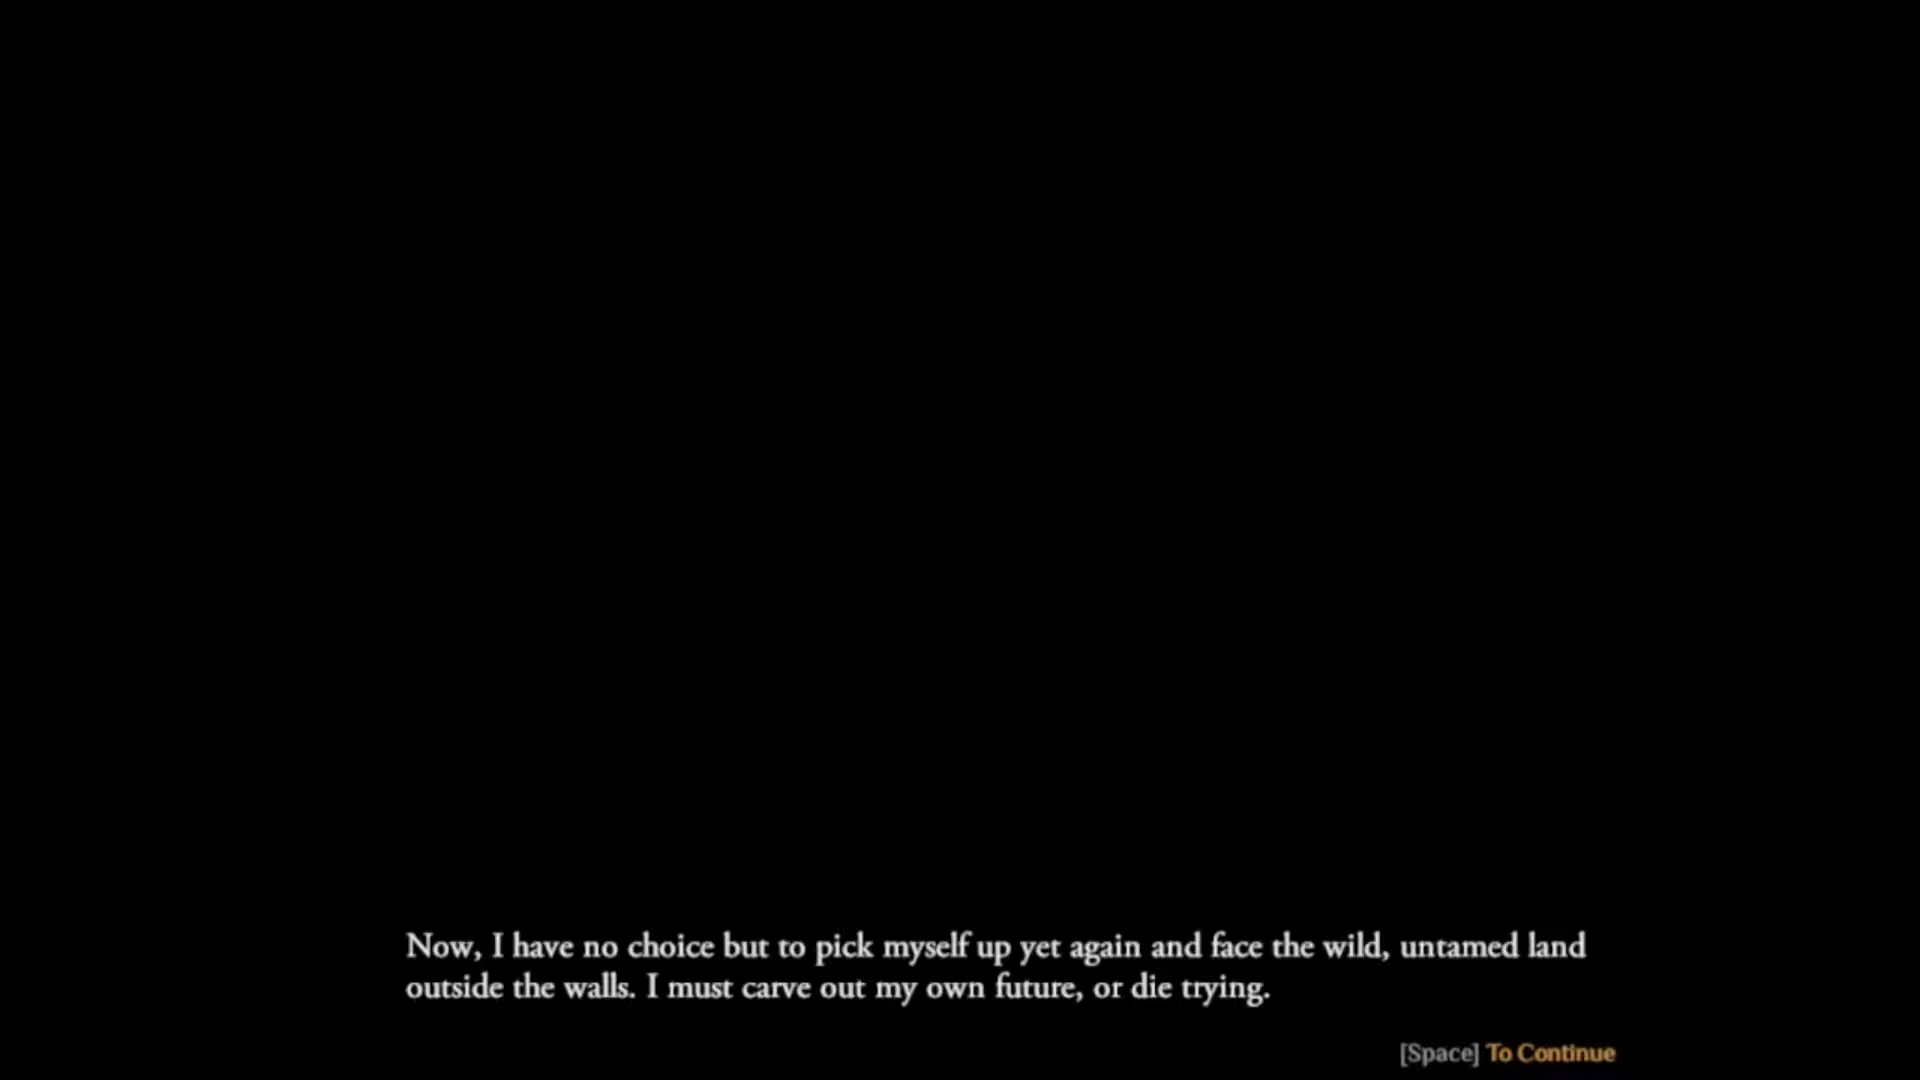 Now, I have no choice but to pick myself up yet again and face the wild, untamed land
outside the walls. I must carve out my own future, or die trying.
[Space] To Continue